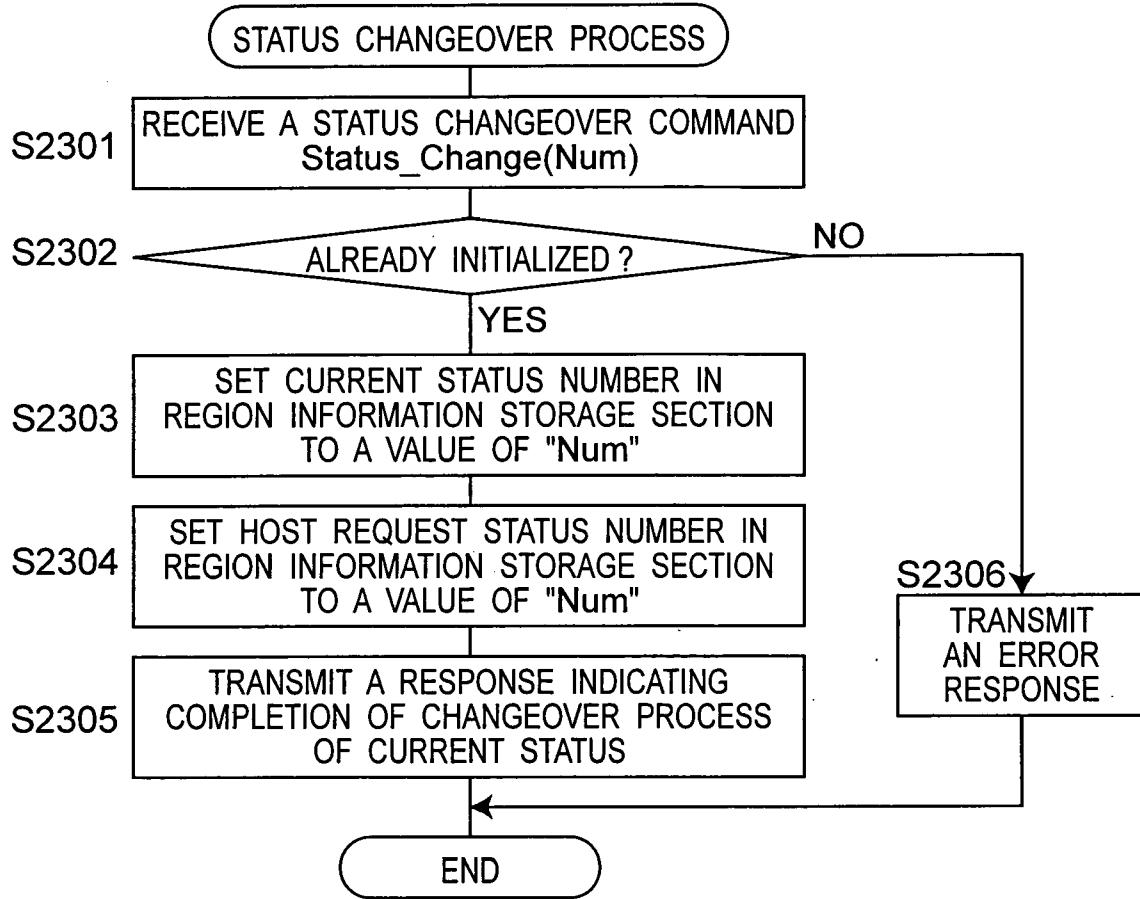 STATUS CHANGEOVER PROCESS
S2301
RECEIVE A STATUS CHANGEOVER COMMAND
Status_Change(Num)
S2302
ALREADY INITIALIZED ?
NO
YES
S2303
SET CURRENT STATUS NUMBER IN
REGION INFORMATION STORAGE SECTION
TO A VALUE OF "Num"
S2304
SET HOST REQUEST STATUS NUMBER IN
REGION INFORMATION STORAGE SECTION
TO A VALUE OF "Num"
S2306
TRANSMIT
AN ERROR
RESPONSE
S2305
TRANSMIT A RESPONSE INDICATING
COMPLETION OF CHANGEOVER PROCESS
OF CURRENT STATUS
END